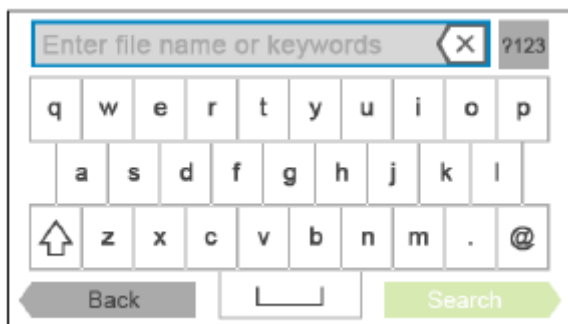 Enter file name or keywords ?123
q w e r t y u i o p
a s d f g h j k l
z x c v b n m . @
Back Search